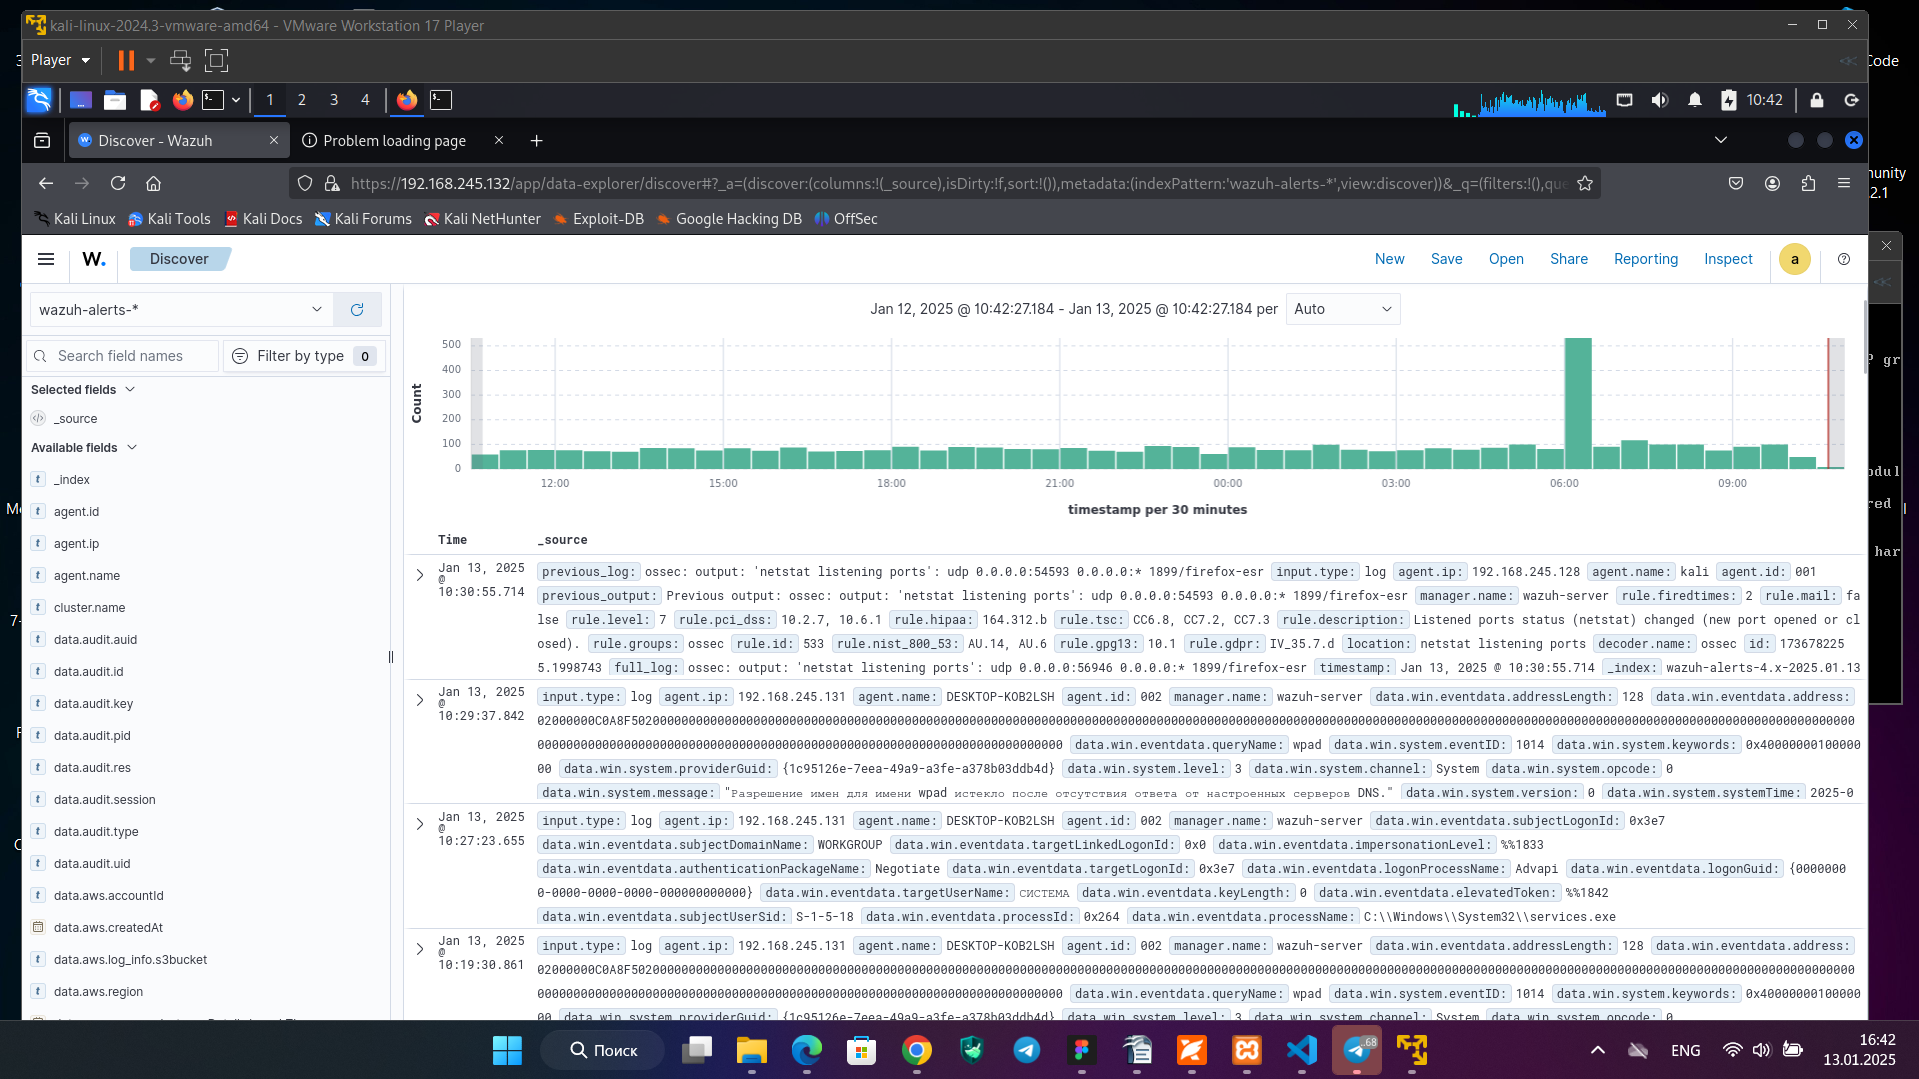 kali-linux-2024.3-vmware-amd64 - VMware Workstation 17 Player
Player
Code
1 2 3 4
10:42
Discover - Wazuh
Problem loading page
https://192.168.245.132/app/data-explorer/discover#?_a=(discover:(columns:!(_source),isDirty:!f,sort:!()),metadata:(indexPattern:'wazuh-alerts-*',view:discover))&_q=(filters:!(),que
Kali Linux Kali Tools Kali Docs Kali Forums Kali NetHunter Exploit-DB Google Hacking DB OffSec
W. Discover New Save Open Share Reporting Inspect a
wazuh-alerts-*
Jan 12, 2025 @ 10:42:27.184 - Jan 13, 2025 @ 10:42:27.184 per Auto
Search field names
Filter by type 0
Selected fields
_source
Available fields
_index
agent.id
agent.ip
agent.name
cluster.name
data.audit.auid
data.audit.id
data.audit.key
data.audit.pid
data.audit.res
data.audit.session
data.audit.type
data.audit.uid
data.aws.accountId
data.aws.createdAt
data.aws.log_info.s3bucket
data.aws.region
Count
500
400
300
200
100
0
12:00 15:00 18:00 21:00 00:00 03:00 06:00 09:00
timestamp per 30 minutes
Time _source
Jan 13, 2025 @ 10:30:55.714
previous_log: ossec: output: 'netstat listening ports': udp 0.0.0.0:54593 0.0.0.0:* 1899/firefox-esr input.type: log agent.ip: 192.168.245.128 agent.name: kali agent.id: 001
previous_output: Previous output: ossec: output: 'netstat listening ports': udp 0.0.0.0:54593 0.0.0.0:* 1899/firefox-esr manager.name: wazuh-server rule.firedtimes: 2 rule.mail: fa
lse rule.level: 7 rule.pci_dss: 10.2.7, 10.6.1 rule.hipaa: 164.312.b rule.tsc: CC6.8, CC7.2, CC7.3 rule.description: Listened ports status (netstat) changed (new port opened or cl
osed). rule.groups: ossec rule.id: 533 rule.nist_800_53: AU.14, AU.6 rule.gpg13: 10.1 rule.gdpr: IV_35.7.d location: netstat listening ports decoder.name: ossec id: 173678225
5.1998743 full_log: ossec: output: 'netstat listening ports': udp 0.0.0.0:56946 0.0.0.0:* 1899/firefox-esr timestamp: Jan 13, 2025 @ 10:30:55.714 _index: wazuh-alerts-4.x-2025.01.13
Jan 13, 2025 @ 10:29:37.842
input.type: log agent.ip: 192.168.245.131 agent.name: DESKTOP-KOB2LSH agent.id: 002 manager.name: wazuh-server data.win.eventdata.addressLength: 128 data.win.eventdata.address:
data.win.eventdata.queryName: wpad data.win.system.eventID: 1014 data.win.system.keywords: 0x40000000100000
00 data.win.system.providerGuid: {1c95126e-7eea-49a9-a3fe-a378b03ddb4d} data.win.system.level: 3 data.win.system.channel: System data.win.system.opcode: 0
data.win.system.message: "Разрешение имен для имени wpad истекло после отсутствия ответа от настроенных серверов DNS." data.win.system.version: 0 data.win.system.systemTime: 2025-0
Jan 13, 2025 @ 10:27:23.655
input.type: log agent.ip: 192.168.245.131 agent.name: DESKTOP-KOB2LSH agent.id: 002 manager.name: wazuh-server data.win.eventdata.subjectLogonId: 0x3e7
data.win.eventdata.subjectDomainName: WORKGROUP data.win.eventdata.targetLinkedLogonId: 0x0 data.win.eventdata.impersonationLevel: %%1833
data.win.eventdata.authenticationPackageName: Negotiate data.win.eventdata.targetLogonId: 0x3e7 data.win.eventdata.logonProcessName: Advapi data.win.eventdata.logonGuid: {0000000
0-0000-0000-0000-000000000000} data.win.eventdata.targetUserName: СИСТЕМА data.win.eventdata.keyLength: 0 data.win.eventdata.elevatedToken: %%1842
data.win.eventdata.subjectUserSid: S-1-5-18 data.win.eventdata.processId: 0x264 data.win.eventdata.processName: C:\\Windows\\System32\\services.exe
Jan 13, 2025 @ 10:19:30.861
input.type: log agent.ip: 192.168.245.131 agent.name: DESKTOP-KOB2LSH agent.id: 002 manager.name: wazuh-server data.win.eventdata.addressLength: 128 data.win.eventdata.address:
data.win.eventdata.queryName: wpad data.win.system.eventID: 1014 data.win.system.keywords: 0x40000000100000
00 data.win.system.providerGuid: {1c95126e-7eea-49a9-a3fe-a378b03ddb4d} data.win.system.level: 3 data.win.system.channel: System data.win.system.opcode: 0
Поиск
ENG
16:42
13.01.2025